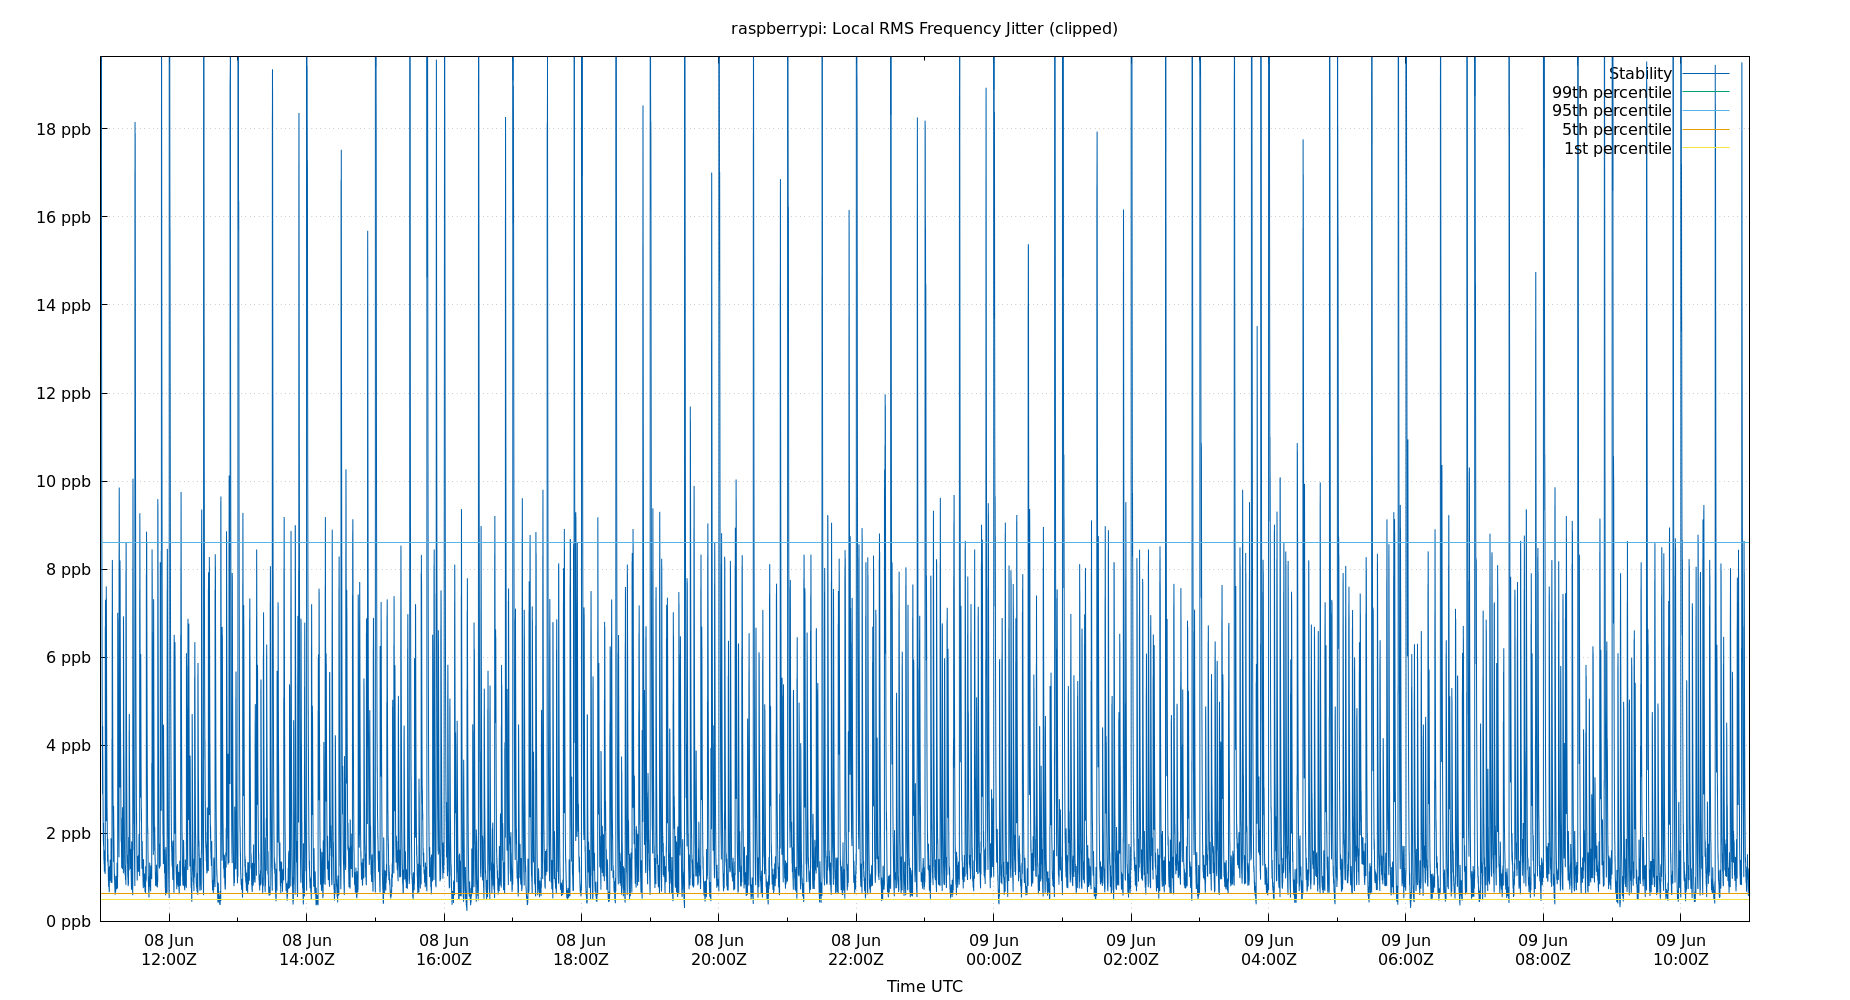 raspberrypi: Local RMS Frequency Jitter (clipped)
Stability
99th percentile
95th percentile
5th percentile
1st percentile
18 ppb
16 ppb
14 ppb
12 ppb
10 ppb
8 ppb
6 ppb
4 ppb
2 ppb
0 ppb
08 Jun 08 Jun 08 Jun 08 Jun 08 Jun 08 Jun 09 Jun 09 Jun 09 Jun 09 Jun 09 Jun 09 Jun
12:00Z 14:00Z 16:00Z 18:00Z 20:00Z 22:00Z 00:00Z 02:00Z 04:00Z 06:00Z 08:00Z 10:00Z
Time UTC